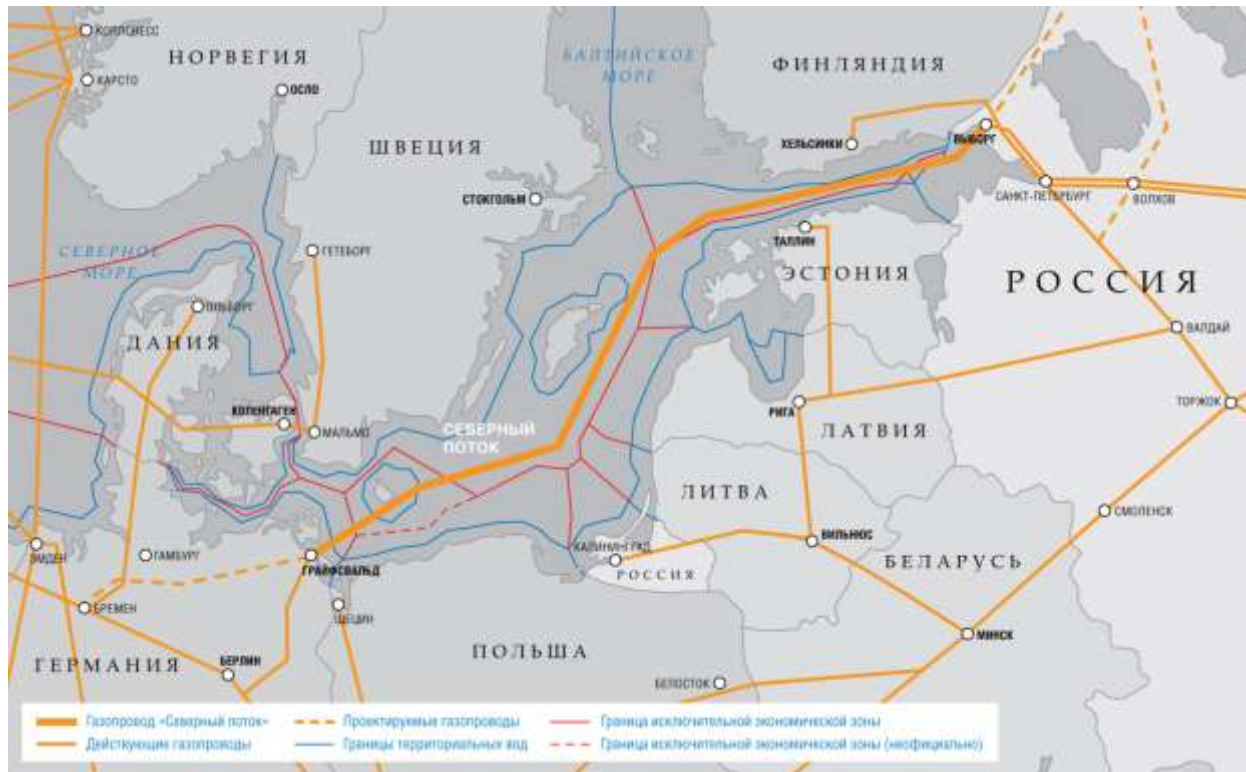 КОЛЛСНЕСС
НОРВЕГИЯ
КАРСТО
ОСЛО
БАЛТИЙСКОЕ
МОРЕ
ФИНЛЯНДИЯ
ХЕЛЬСИНКИ
ВЫБОРГ
ШВЕЦИЯ
СТОКГОЛЬМ
САНКТ-ПЕТЕРБУРГ
ВОЛХОВ
СЕВЕРНОЕ
МОРЕ
ГЕТЕБОРГ
ТАЛЛИН
ЭСТОНИЯ
РОССИЯ
ОЛЬБОРГ
ДАНИЯ
ВАЛДАЙ
КОПЕНГАГЕН
МАЛЬМО
СЕВЕРНЫЙ
ПОТОК
РИГА
ЛАТВИЯ
ТОРЖОК
ЛИТВА
СМОЛЕНСК
ЭМДЕН
ГАМБУРГ
ГРАЙФСВАЛЬД
КАЛИНИНГРАД
РОССИЯ
ВИЛЬНЮС
БЕЛАРУСЬ
БРЕМЕН
ЩЕЦИН
МИНСК
ГЕРМАНИЯ
БЕРЛИН
ПОЛЬША
БЕЛОСТОК
Газопровод «Северный поток»
Проектируемые газопроводы
Граница исключительной экономической зоны
Действующие газопроводы
Границы территориальных вод
Граница исключительной экономической зоны (неофициально)